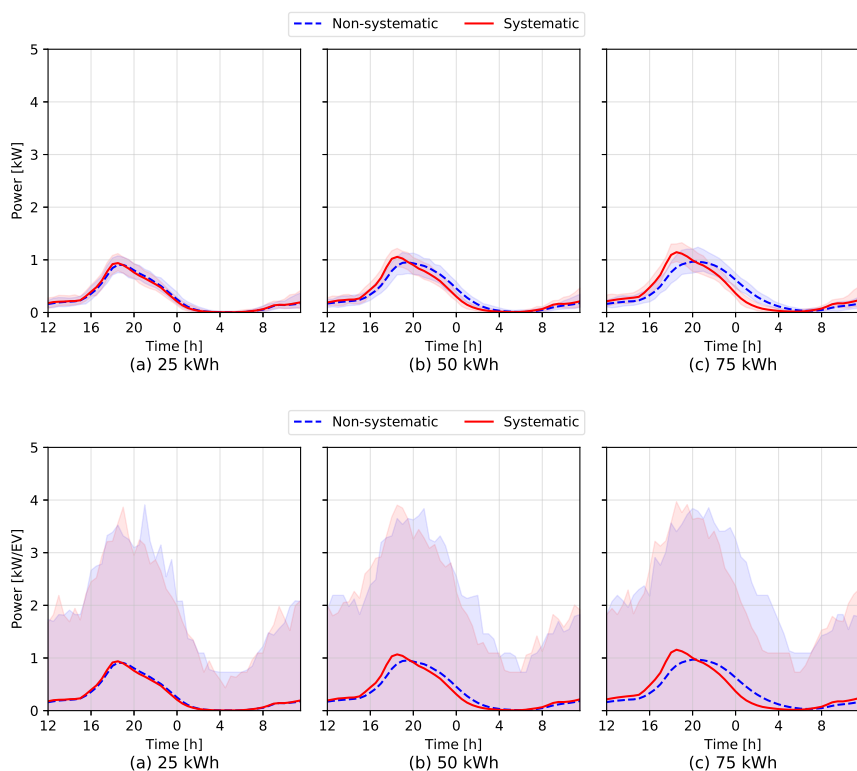 Non-systematic Systematic
5
4
3
2
1
0
Power [kW]
12 16 20 0 4 8
12 16 20 0 4 8
12 16 20 0 4 8
Time [h] Time [h] Time [h]
(a) 25 kWh (b) 50 kWh (c) 75 kWh
Non-systematic Systematic
5
4
3
2
1
0
Power [kW/EV]
12 16 20 0 4 8
12 16 20 0 4 8
12 16 20 0 4 8
Time [h] Time [h] Time [h]
(a) 25 kWh (b) 50 kWh (c) 75 kWh